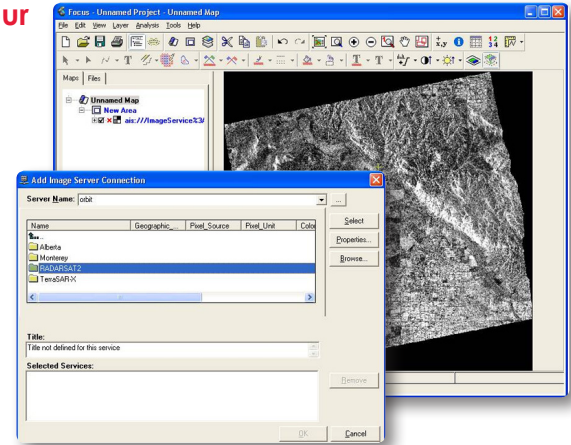 ur
Focus - Unnamed Project - Unnamed Map
File Edit View Layer Analysis Tools Help
Maps Files
Unnamed Map
New Area
ais:///ImageService%3A
Add Image Server Connection
Server Name: orbit
...
Name Geographic_... Pixel_Source Pixel_Unit Colo
Select
..
Alberta
Properties...
Monterey
RADARSAT2
Browse...
TerraSAR-X
Title:
Title not defined for this service
Selected Services:
Remove
OK Cancel